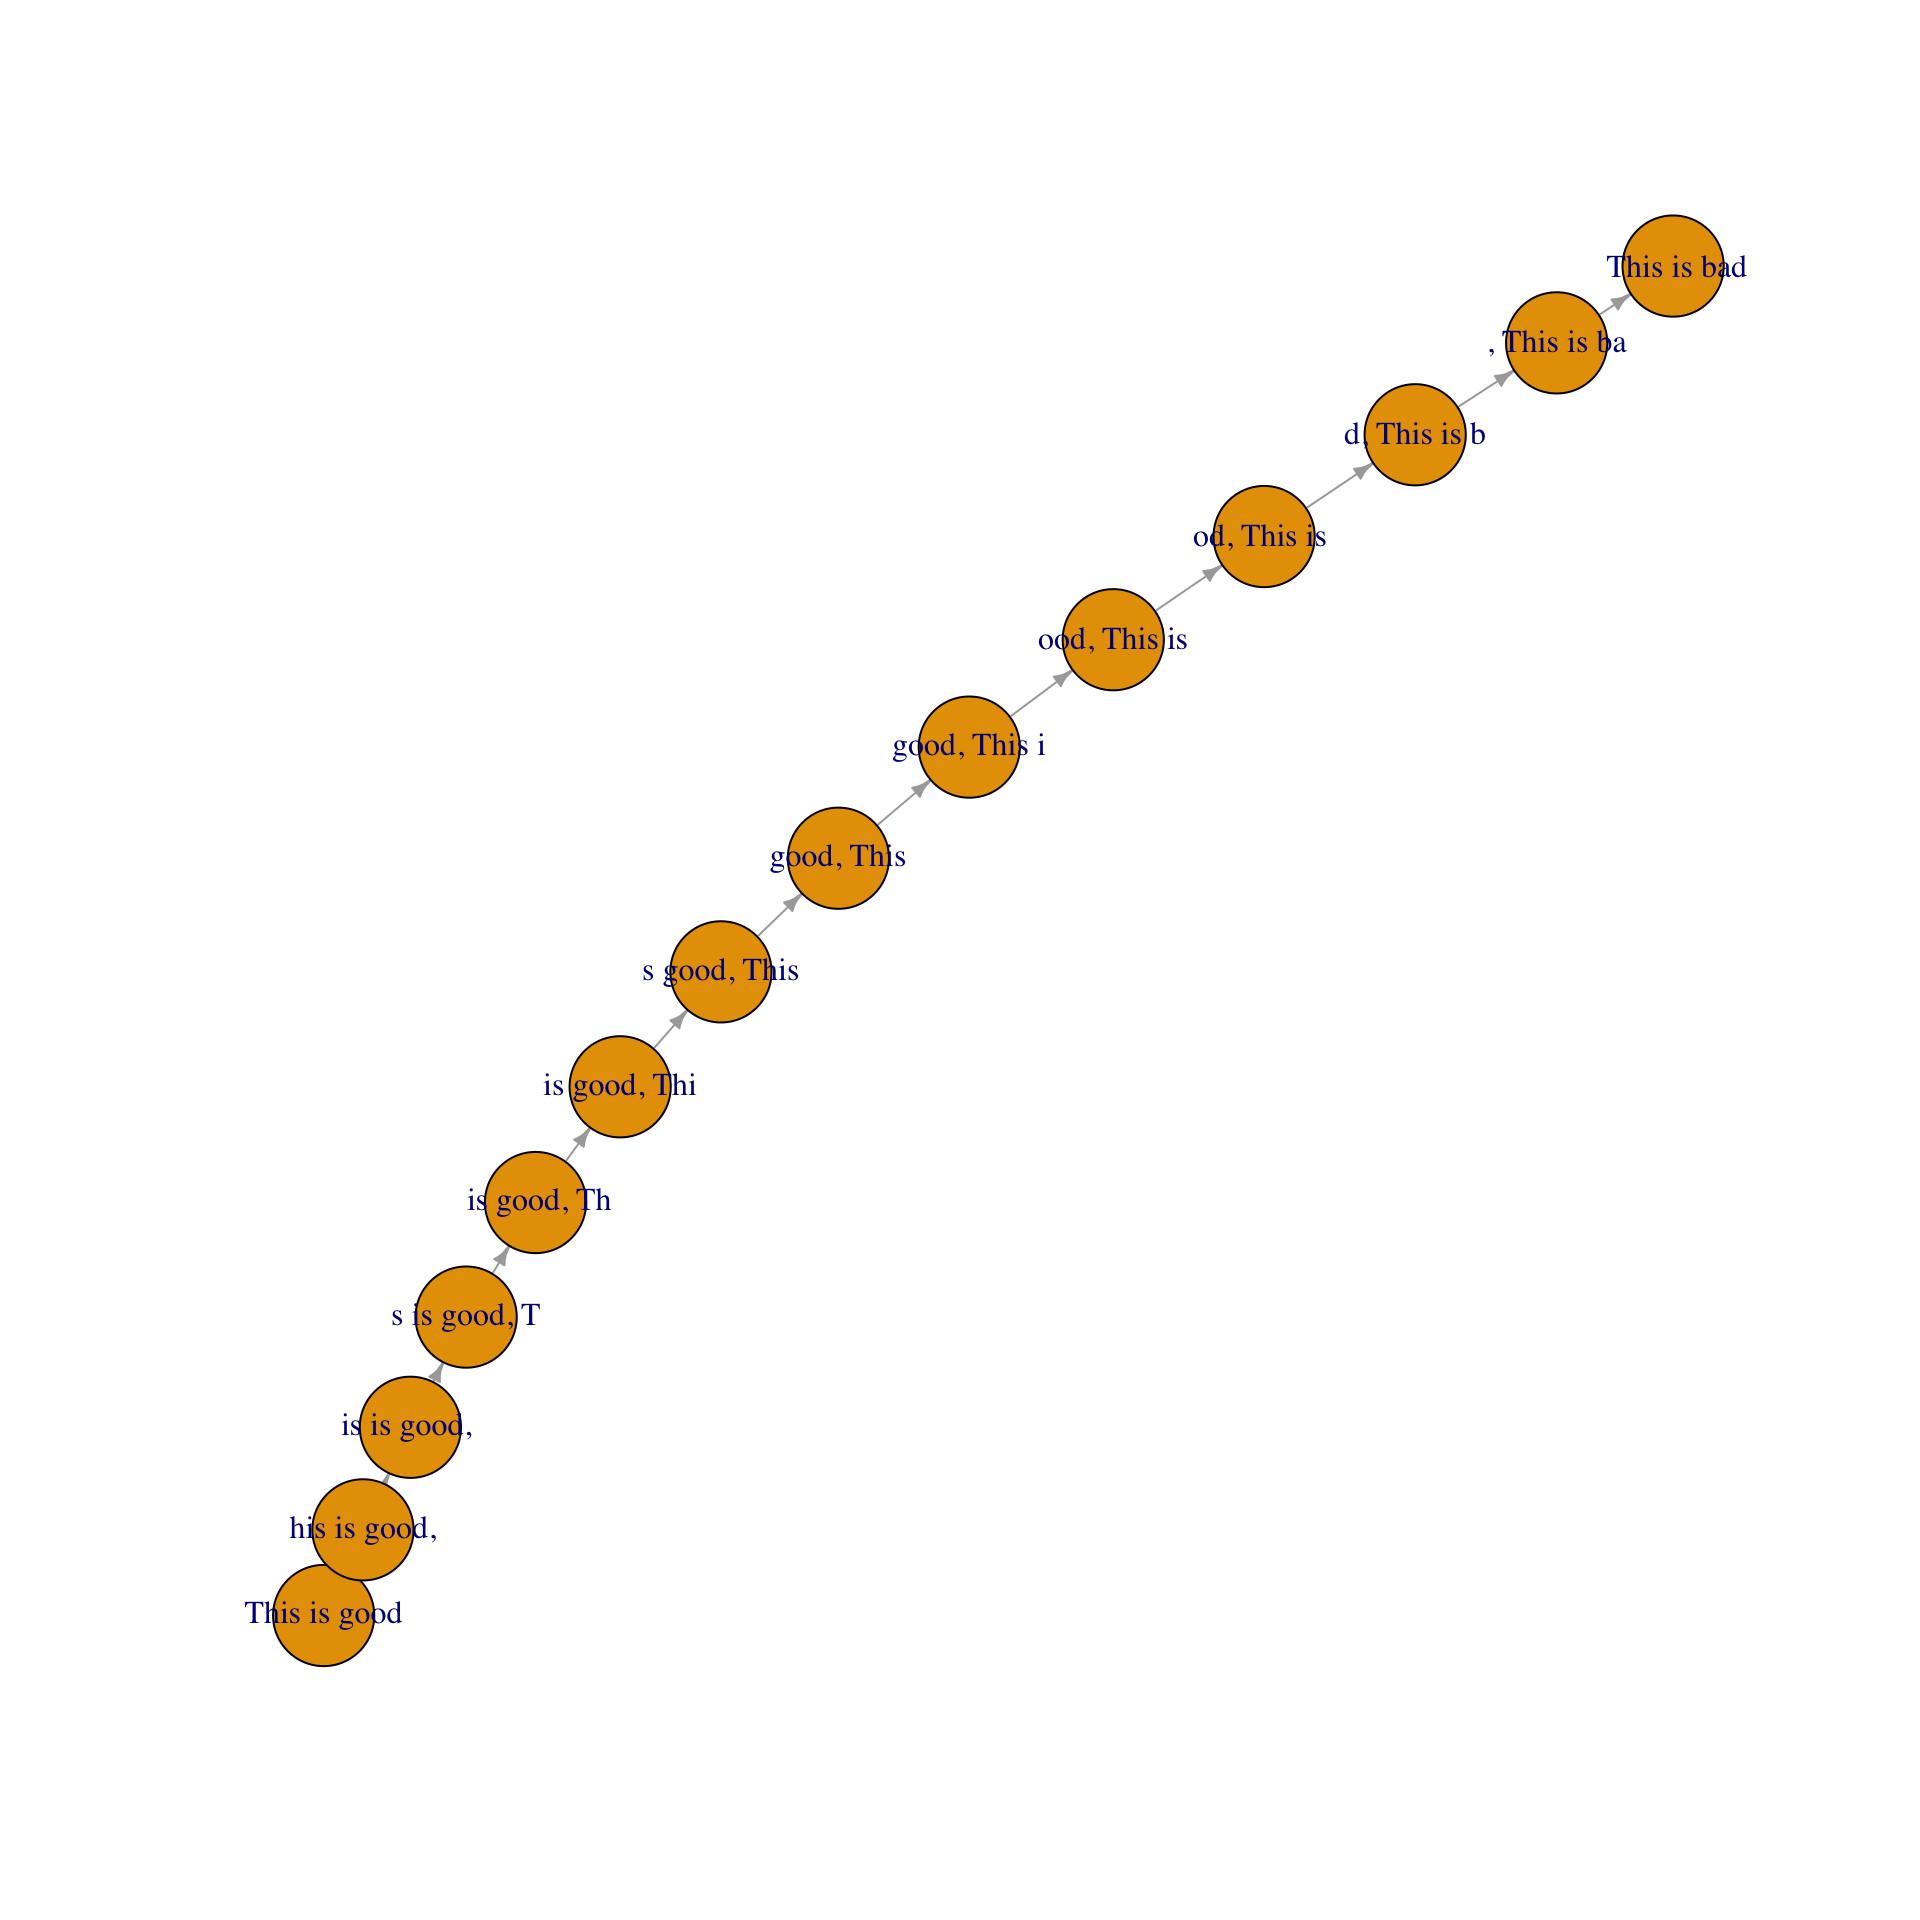 This is bad
, This is ba
d, This is b
od, This is
ood, This is
good, This i
good, This
s good, This
is good, Thi
is good, Th
s is good, T
is is good,
his is good,
This is good